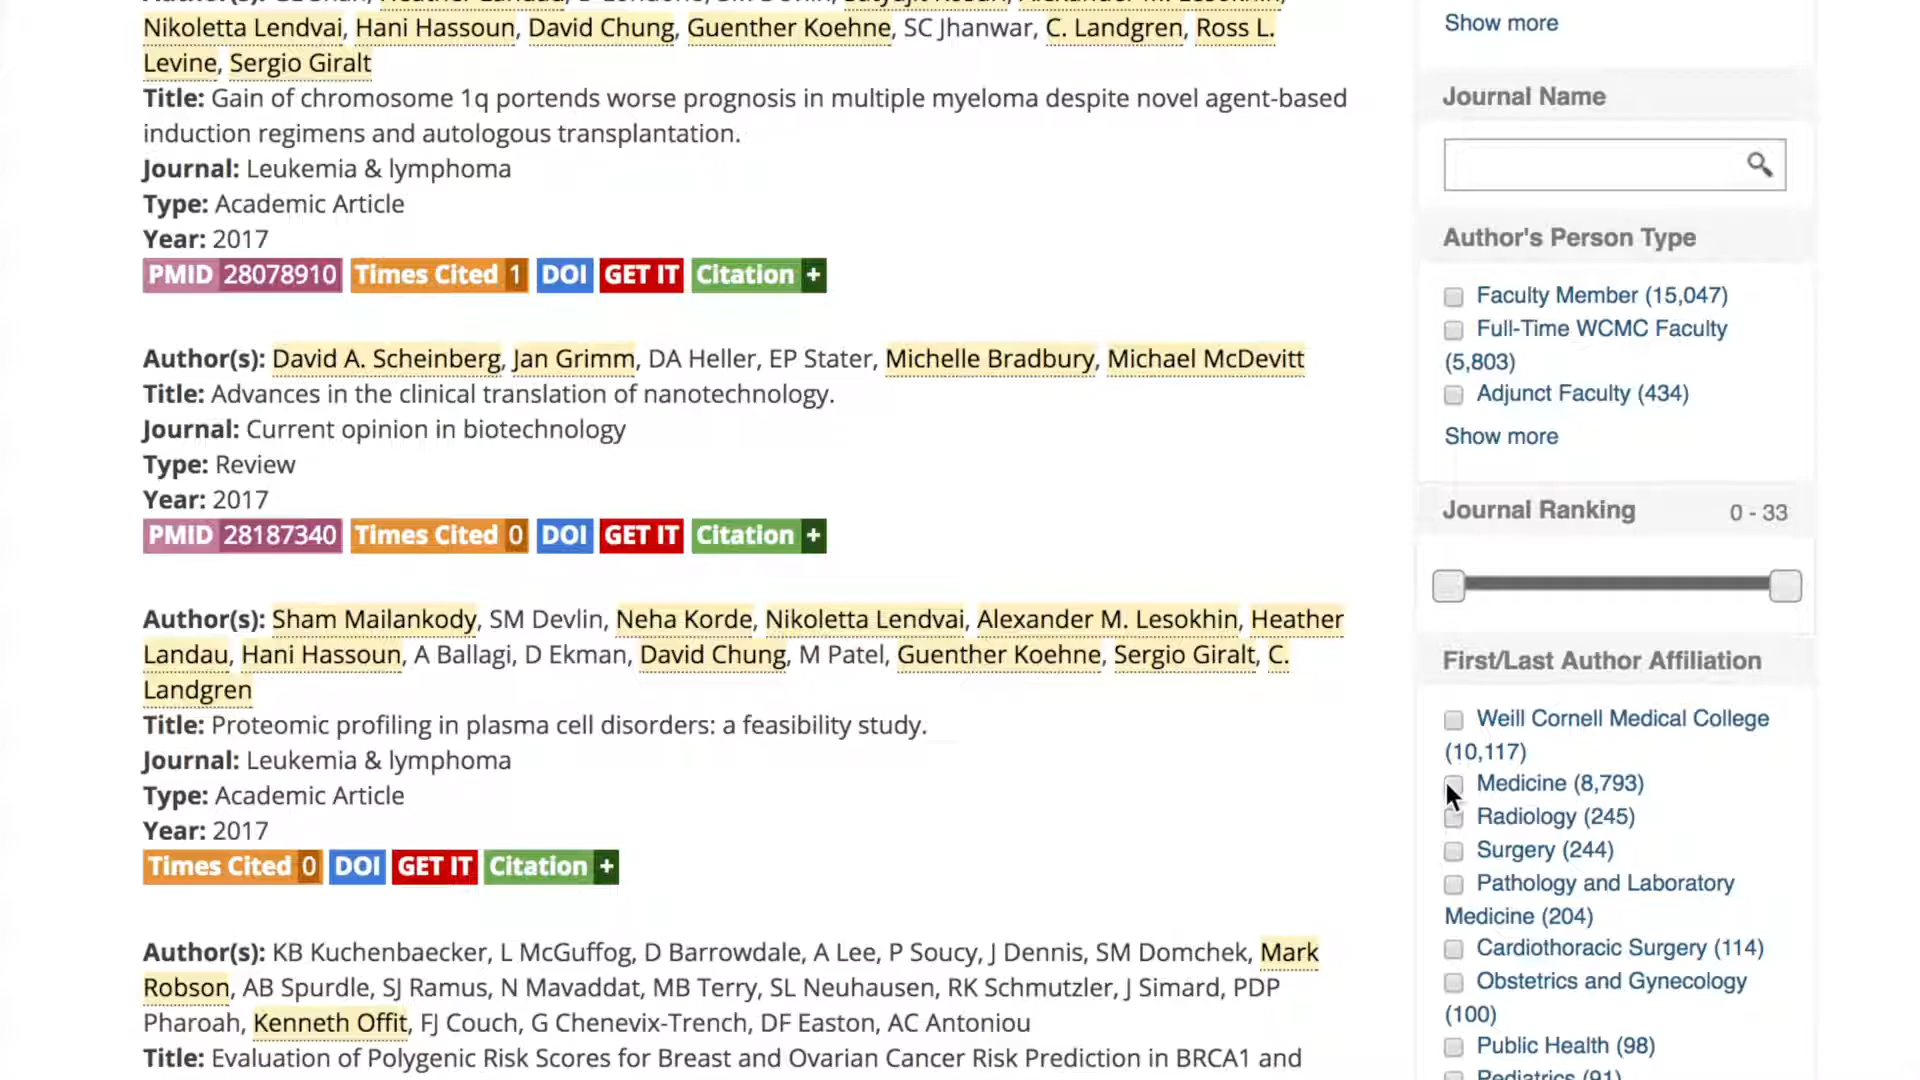 Nikoletta Lendvai, Hani Hassoun, David Chung, Guenther Koehne, SC Jhanwar, C. Landgren, Ross L.
Levine, Sergio Giralt
Title: Gain of chromosome 1q portends worse prognosis in multiple myeloma despite novel agent-based
induction regimens and autologous transplantation.
Journal: Leukemia & lymphoma
Type: Academic Article
Year: 2017
PMID 28078910 Times Cited 1 DOI GET IT Citation +
Author(s): David A. Scheinberg, Jan Grimm, DA Heller, EP Stater, Michelle Bradbury, Michael McDevitt
Title: Advances in the clinical translation of nanotechnology.
Journal: Current opinion in biotechnology
Type: Review
Year: 2017
PMID 28187340 Times Cited 0 DOI GET IT Citation +
Author(s): Sham Mailankody, SM Devlin, Neha Korde, Nikoletta Lendvai, Alexander M. Lesokhin, Heather
Landau, Hani Hassoun, A Ballagi, D Ekman, David Chung, M Patel, Guenther Koehne, Sergio Giralt, C.
Landgren
Title: Proteomic profiling in plasma cell disorders: a feasibility study.
Journal: Leukemia & lymphoma
Type: Academic Article
Year: 2017
Times Cited 0 DOI GET IT Citation +
Author(s): KB Kuchenbaecker, L McGuffog, D Barrowdale, A Lee, P Soucy, J Dennis, SM Domchek, Mark
Robson, AB Spurdle, SJ Ramus, N Mavaddat, MB Terry, SL Neuhausen, RK Schmutzler, J Simard, PDP
Pharoah, Kenneth Offit, FJ Couch, G Chenevix-Trench, DF Easton, AC Antoniou
Title: Evaluation of Polygenic Risk Scores for Breast and Ovarian Cancer Risk Prediction in BRCA1 and
Show more
Journal Name
Author's Person Type
Faculty Member (15,047)
Full-Time WCMC Faculty
(5,803)
Adjunct Faculty (434)
Show more
Journal Ranking 0 - 33
First/Last Author Affiliation
Weill Cornell Medical College
(10,117)
Medicine (8,793)
Radiology (245)
Surgery (244)
Pathology and Laboratory
Medicine (204)
Cardiothoracic Surgery (114)
Obstetrics and Gynecology
(100)
Public Health (98)
Pediatrics (91)